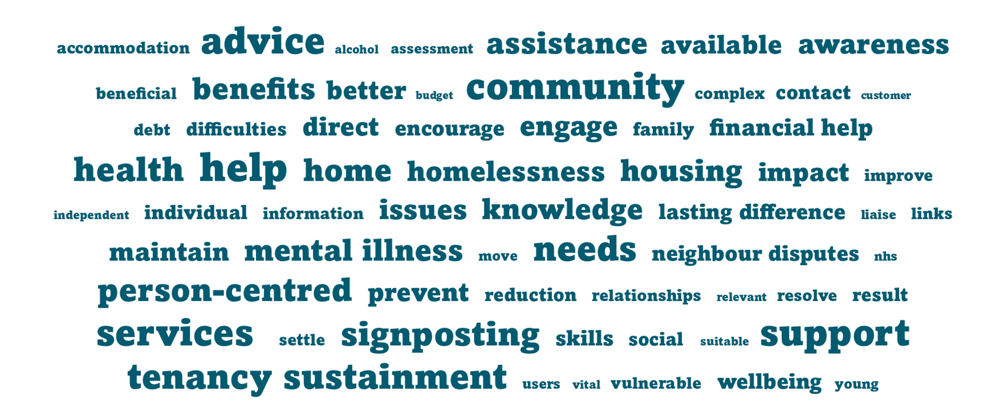 accommodation advice alcohol assessment assistance available awareness
beneficial benefits better budget community complex contact customer
debt difficulties direct encourage engage family financial help
health help home homelessness housing impact improve
independent individual information issues knowledge lasting difference liaise links
maintain mental illness move needs neighbour disputes nhs
person-centred prevent reduction relationships relevant resolve result
services settle signposting skills social suitable support
tenancy sustainment users vital vulnerable wellbeing young